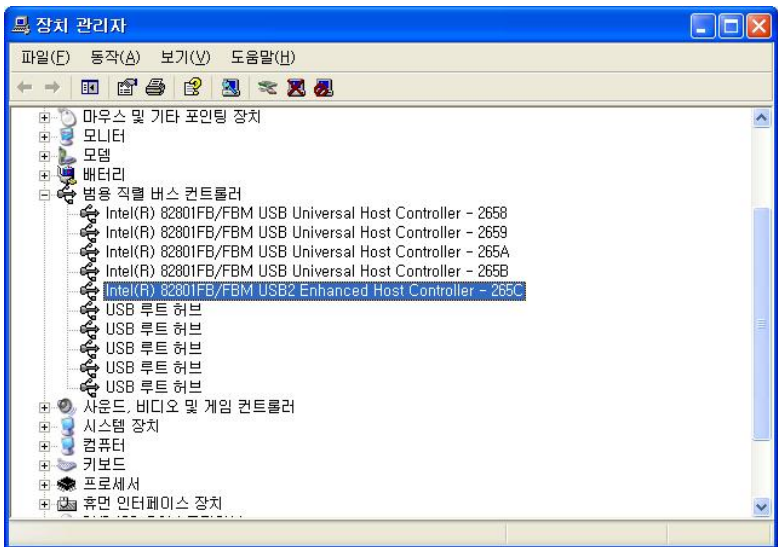 장치 관리자
파일(F) 동작(A) 보기(V) 도움말(H)
마우스 및 기타 포인팅 장치
모니터
모뎀
배터리
범용 직렬 버스 컨트롤러
Intel(R) 82801FB/FBM USB Universal Host Controller - 2658
Intel(R) 82801FB/FBM USB Universal Host Controller - 2659
Intel(R) 82801FB/FBM USB Universal Host Controller - 265A
Intel(R) 82801FB/FBM USB Universal Host Controller - 265B
Intel(R) 82801FB/FBM USB2 Enhanced Host Controller - 265C
USB 루트 허브
USB 루트 허브
USB 루트 허브
USB 루트 허브
USB 루트 허브
사운드, 비디오 및 게임 컨트롤러
시스템 장치
컴퓨터
키보드
프로세서
휴먼 인터페이스 장치